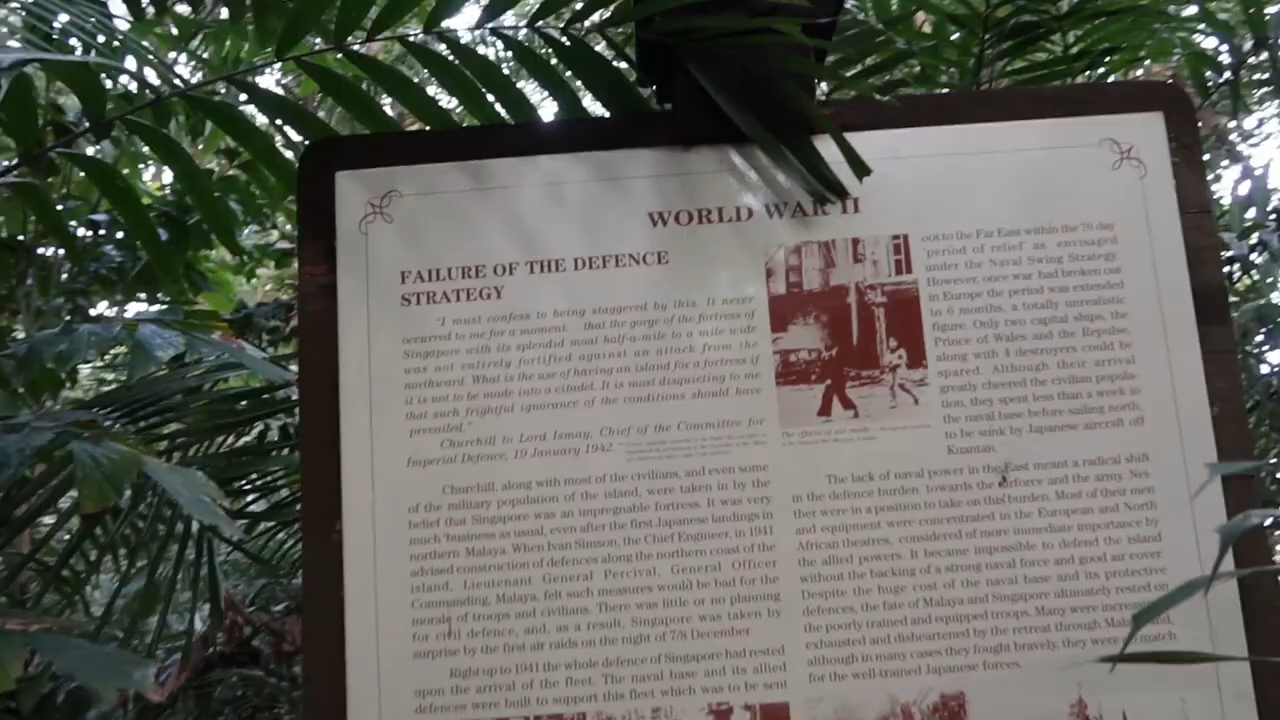 WORLD WAR II
FAILURE OF THE DEFENCE
STRATEGY
"I must confess to being staggered by this. It never
occurred to me for a moment. that the gorge of the fortress of
Singapore with its splendid moat half-a-mile to a mile wide
was not entirely fortified against an attack from the
northward. What is the use of having an island for a fortress if
it is not to be made into a citadel. It is most disquieting to me
that such frightful ignorance of the conditions should have
prevailed."
Churchill to Lord Ismay, Chief of the Committee for
Imperial Defence, 19 January 1942.
Churchill, along with most of the civilians, and even some
of the military population of the island, were taken in by the
belief that Singapore was an impregnable fortress. It was very
much 'business as usual, even after the first Japanese landings in
northern Malaya. When Ivan Simson, the Chief Engineer, in 1941
advised construction of defences along the northern coast of the
island, Lieutenant General Percival, General Officer
Commanding, Malaya, felt such measures would be bad for the
morale of troops and civilians. There was little or no planning
for civil defence, and, as a result, Singapore was taken by
surprise by the first air raids on the night of 7/8 December.
Right up to 1941 the whole defence of Singapore had rested
upon the arrival of the fleet. The naval base and its allied
defences were built to support this fleet which was to be sent
The effects of air raids
out to the Far East within the 70 day
'period of relief' as envisaged
under the Naval Swing Strategy.
However, once war had broken out
in Europe the period was extended
to 6 months, a totally unrealistic
figure. Only two capital ships, the
Prince of Wales and the Repulse,
along with 4 destroyers could be
spared. Although their arrival
greatly cheered the civilian popula-
tion, they spent less than a week in
the naval base before sailing north,
to be sunk by Japanese aircraft off
Kuantan.
The lack of naval power in the East meant a radical shift
in the defence burden towards the airforce and the army. Nei-
ther were in a position to take on this burden. Most of their men
and equipment were concentrated in the European and North
African theatres, considered of more immediate importance by
the allied powers. It became impossible to defend the island
without the backing of a strong naval force and good air cover
Despite the huge cost of the naval base and its protective
defences, the fate of Malaya and Singapore ultimately rested on
the poorly trained and equipped troops. Many were
exhausted and disheartened by the retreat through
although in many cases they fought bravely, they were match
for the well-trained Japanese forces.